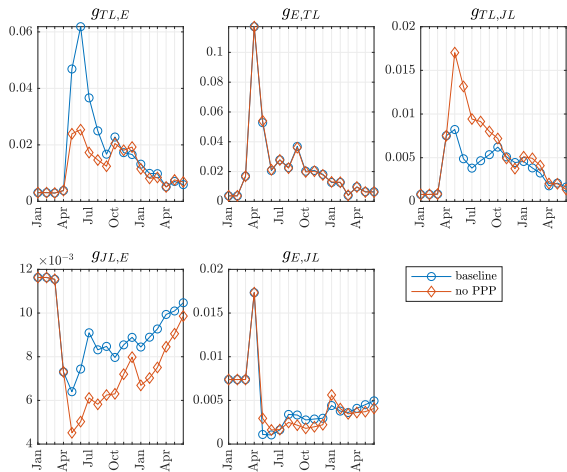 g_{TL,E}
0.06
0.04
0.02
0
Jan
Apr
Jul
Oct
Jan
Apr
g_{E,TL}
0.1
0.08
0.06
0.04
0.02
0
Jan
Apr
Jul
Oct
Jan
Apr
g_{TL,JL}
0.02
0.015
0.01
0.005
0
Jan
Apr
Jul
Oct
Jan
Apr
g_{JL,E}
×10^{-3}
12
10
8
6
4
Jan
Apr
Jul
Oct
Jan
Apr
g_{E,JL}
0.02
0.015
0.01
0.005
0
Jan
Apr
Jul
Oct
Jan
Apr
baseline
no PPP